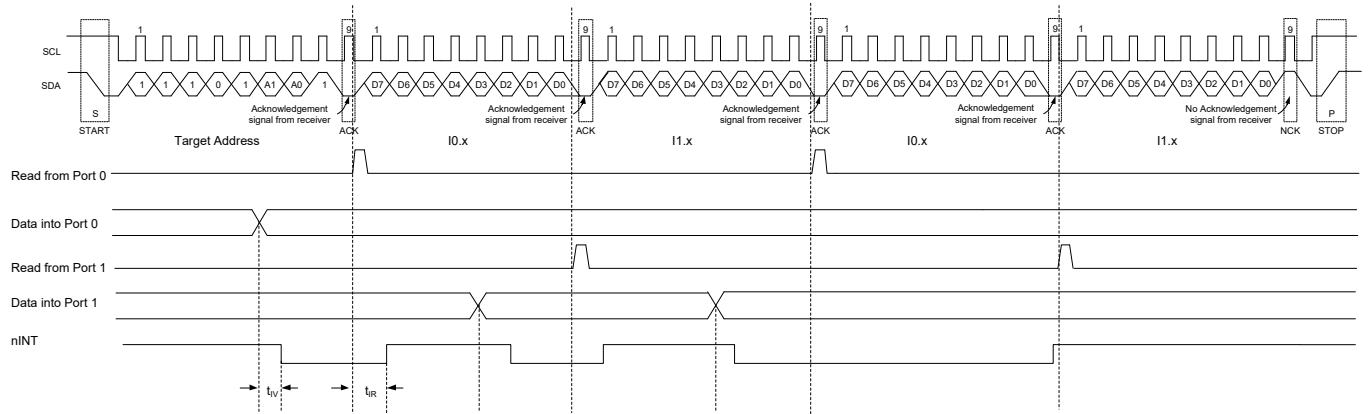 1 9 1 9 1 9 1 9 1 9
SCL
SDA 1 1 1 0 1 A1 A0 1 D7 D6 D5 D4 D3 D2 D1 D0 D7 D6 D5 D4 D3 D2 D1 D0 D7 D6 D5 D4 D3 D2 D1 D0 D7 D6 D5 D4 D3 D2 D1 D0
S P
Acknowledgement
signal from receiver
Acknowledgement
signal from receiver
Acknowledgement
signal from receiver
Acknowledgement
signal from receiver
No Acknowledgement
signal from receiver
START ACK ACK ACK ACK NCK STOP
Target Address I0.x I1.x I0.x I1.x
Read from Port 0
Data into Port 0
Read from Port 1
Data into Port 1
nINT
tIV tIR